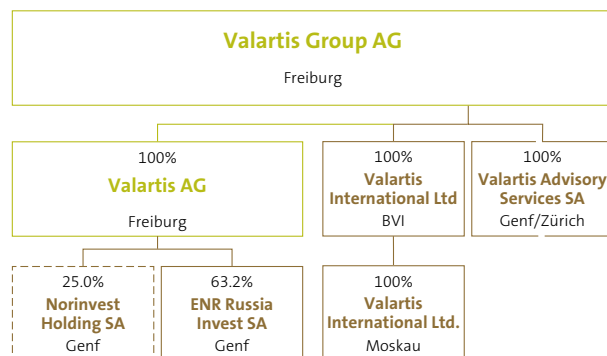 Valartis Group AG
Freiburg
100%
Valartis AG
Freiburg
100%
Valartis
International Ltd
BVI
100%
Valartis Advisory
Services SA
Genf/Zürich
25.0%
Norinvest
Holding SA
Genf
63.2%
ENR Russia
Invest SA
Genf
100%
Valartis
International Ltd.
Moskau